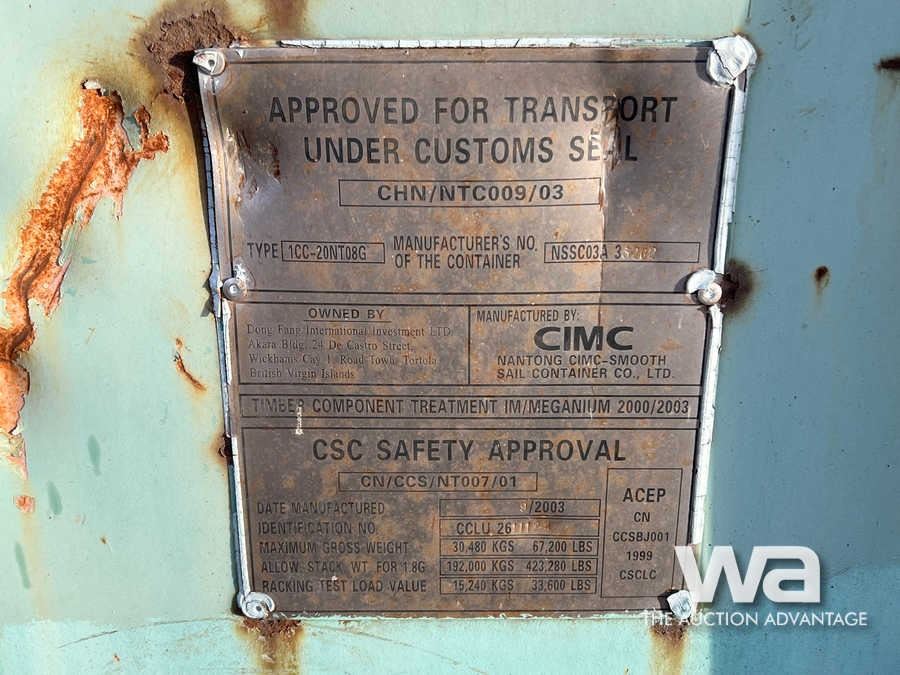 APPROVED FOR TRANSPORT
UNDER CUSTOMS SEAL
CHN/NTC009/03
TYPE 1CC-20NT08G MANUFACTURER'S NO. OF THE CONTAINER NSSC03A
OWNED BY
Dong Fang International Investment LTD.
Akara Bldg. 24 De Castro Street,
Wickhams Cay 1, Road Town, Tortola
British Virgin Islands
MANUFACTURED BY:
CIMC
NANTONG CIMC-SMOOTH
SAIL CONTAINER CO., LTD.
TIMBER COMPONENT TREATMENT IM/MEGANIUM 2000/2003
CSC SAFETY APPROVAL
CN/CCS/NT007/01
DATE MANUFACTURED /2003
IDENTIFICATION NO. CCLU
MAXIMUM GROSS WEIGHT 30,480 KGS 67,200 LBS
ALLOW. STACK WT. FOR 1.8G 192,000 KGS 423,280 LBS
RACKING TEST LOAD VALUE 15,240 KGS 33,600 LBS
ACEP
CN
CCSBJ001
1999
CSCLC
wa
THE AUCTION ADVANTAGE